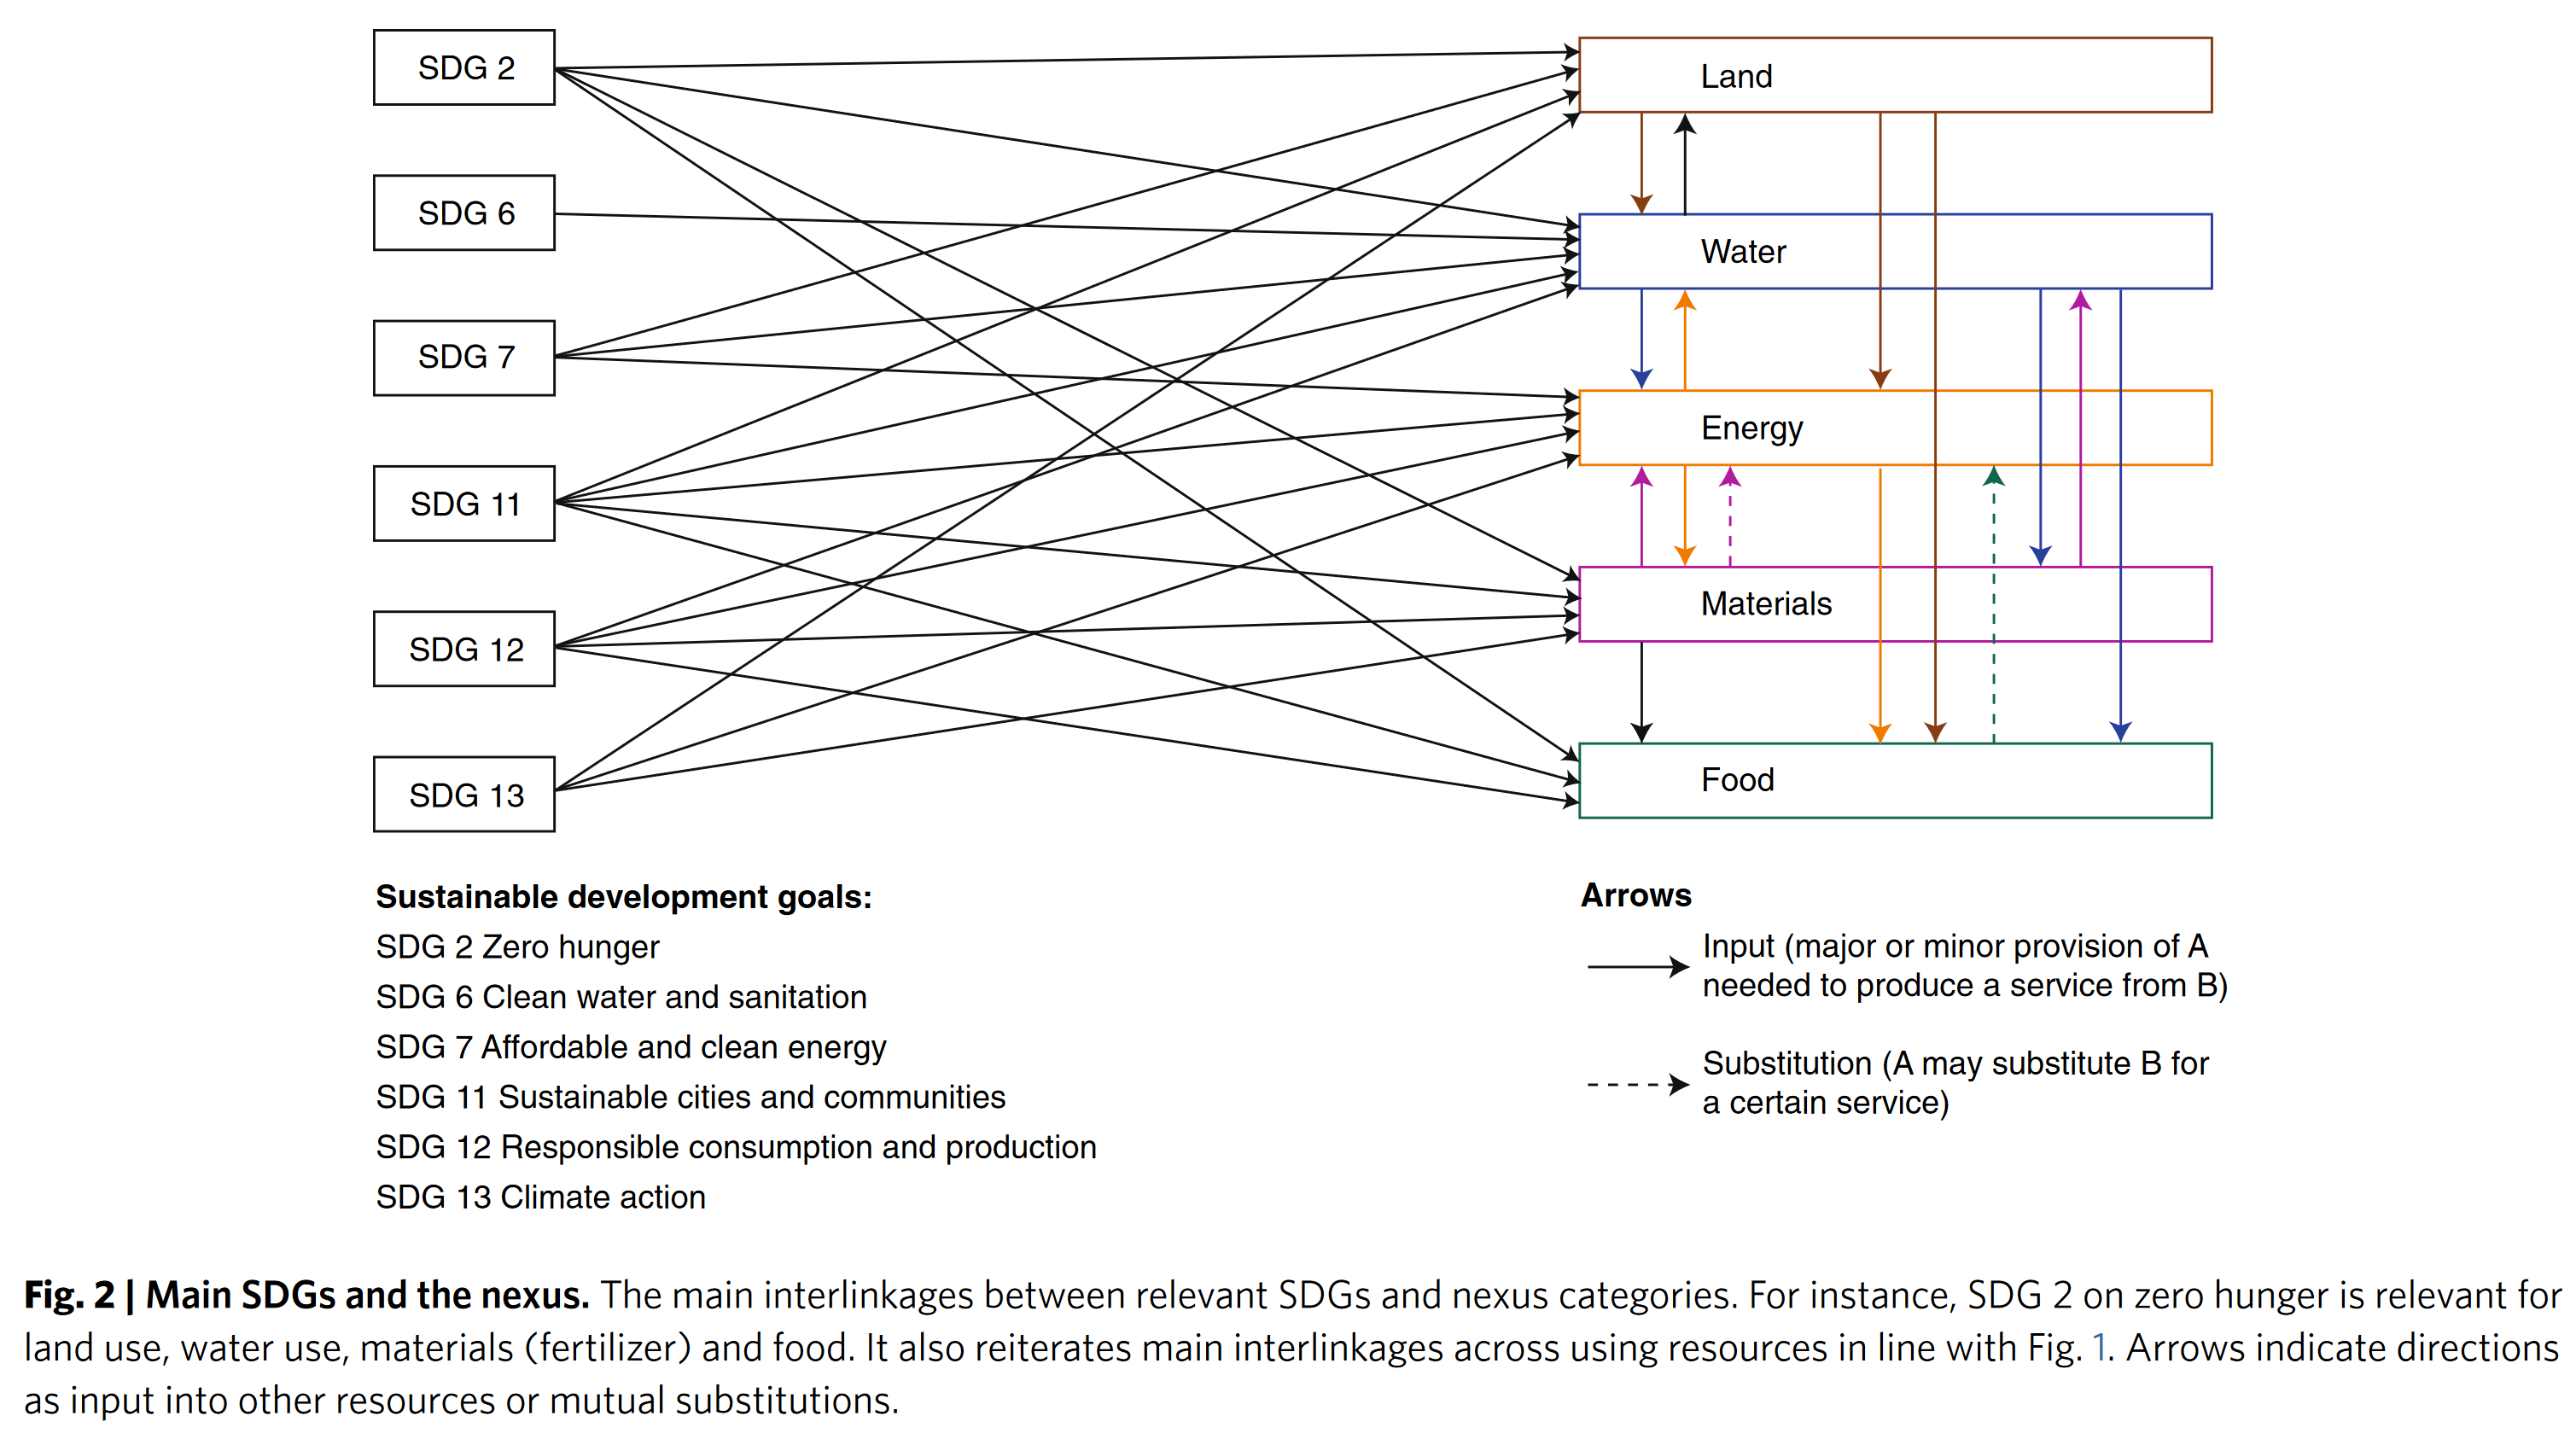 SDG 2
SDG 6
SDG 7
SDG 11
SDG 12
SDG 13
Land
Water
Energy
Materials
Food
Sustainable development goals:
SDG 2 Zero hunger
SDG 6 Clean water and sanitation
SDG 7 Affordable and clean energy
SDG 11 Sustainable cities and communities
SDG 12 Responsible consumption and production
SDG 13 Climate action
Arrows
Input (major or minor provision of A
needed to produce a service from B)
Substitution (A may substitute B for
a certain service)
Fig. 2 | Main SDGs and the nexus. The main interlinkages between relevant SDGs and nexus categories. For instance, SDG 2 on zero hunger is relevant for
land use, water use, materials (fertilizer) and food. It also reiterates main interlinkages across using resources in line with Fig. 1. Arrows indicate directions
as input into other resources or mutual substitutions.